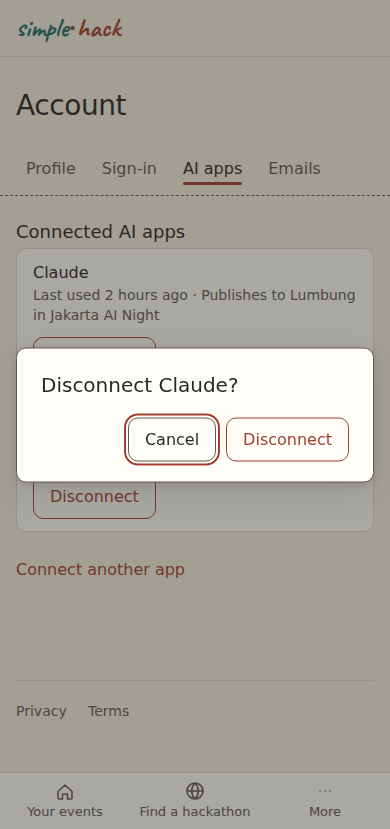 simple·hack
Account
Profile Sign-in AI apps Emails
Connected AI apps
Claude
Last used 2 hours ago · Publishes to Lumbung
in Jakarta AI Night
Disconnect Claude?
Cancel Disconnect
Disconnect
Connect another app
Privacy Terms
Your events Find a hackathon More